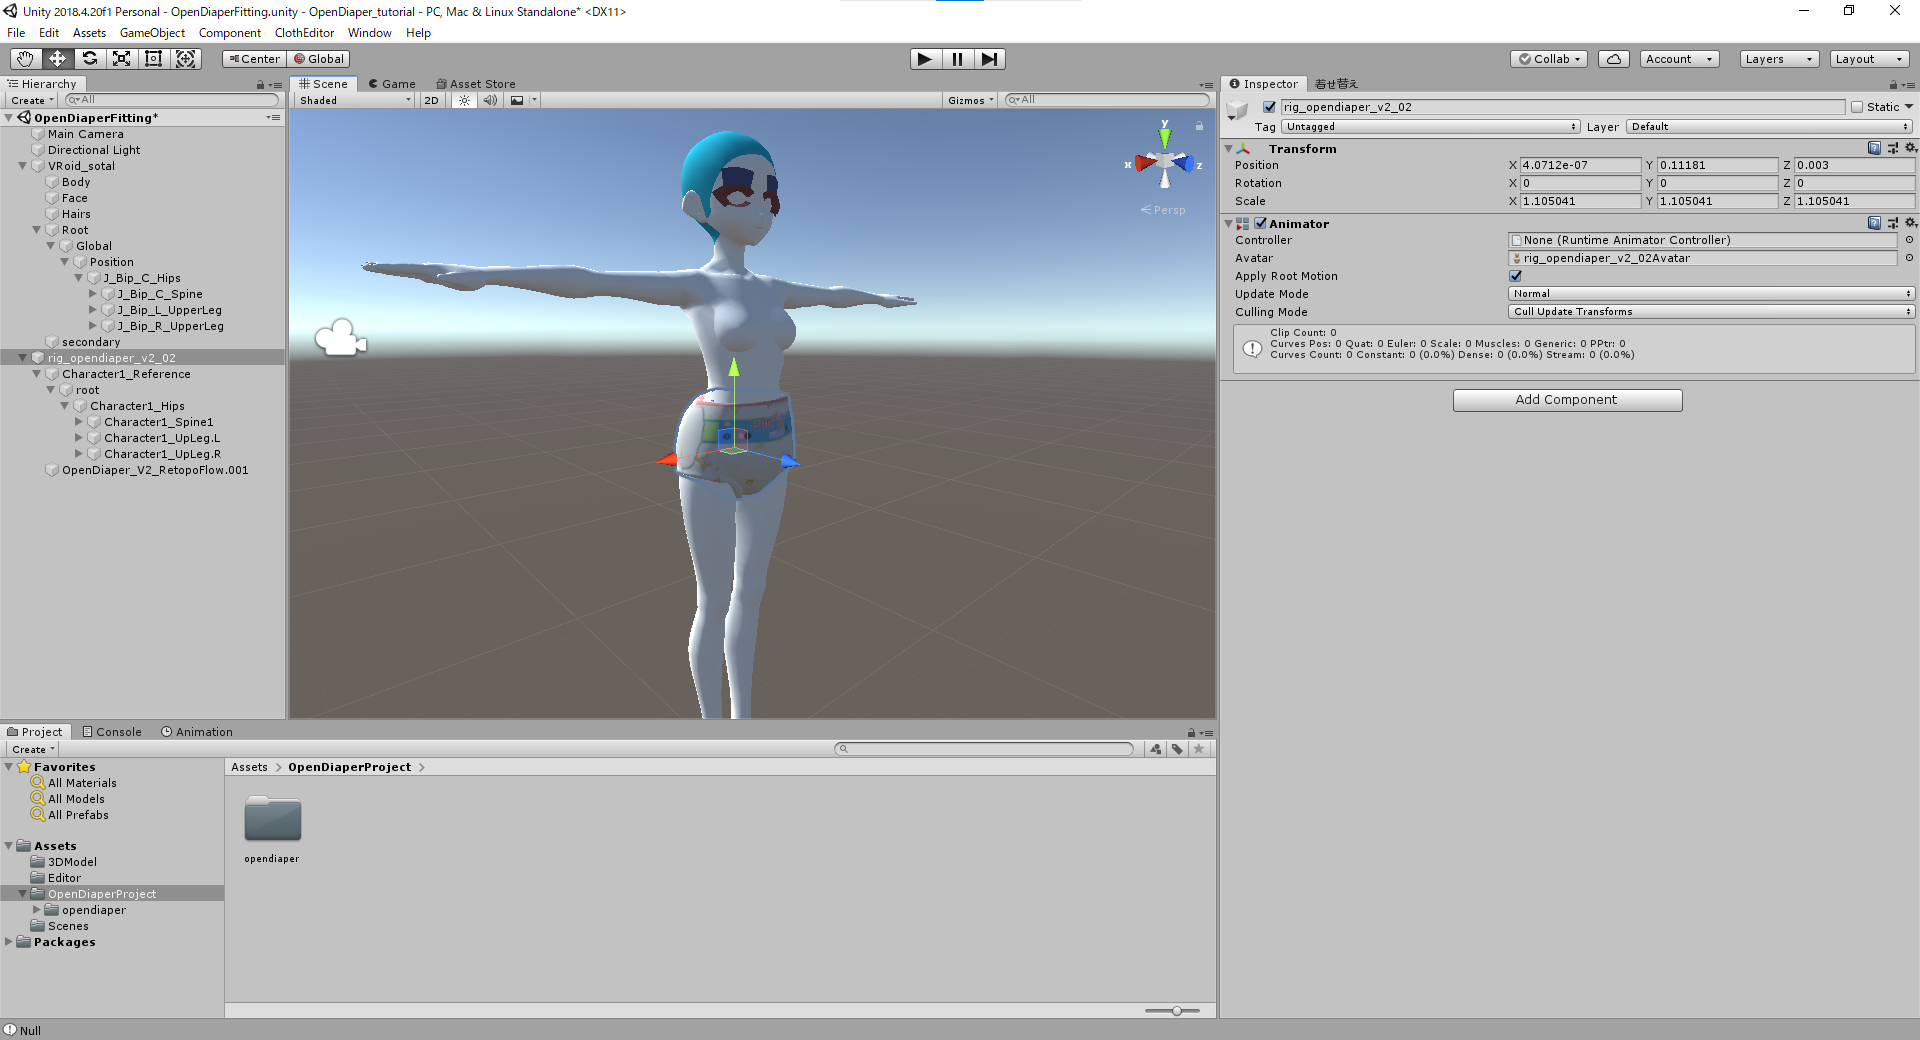 Unity 2018.4.20f1 Personal - OpenDiaperFitting.unity - OpenDiaper_tutorial - PC, Mac & Linux Standalone* <DX11>
File Edit Assets GameObject Component ClothEditor Window Help
Center Global
Collab Account Layers Layout
Hierarchy
Create All
OpenDiaperFitting*
Main Camera
Directional Light
VRoid_sotal
Body
Face
Hairs
Root
Global
Position
J_Bip_C_Hips
J_Bip_C_Spine
J_Bip_L_UpperLeg
J_Bip_R_UpperLeg
secondary
rig_opendiaper_v2_02
Character1_Reference
root
Character1_Hips
Character1_Spine1
Character1_UpLeg.L
Character1_UpLeg.R
OpenDiaper_V2_RetopoFlow.001
Scene Game Asset Store
Shaded 2D Gizmos All
y
x z
Persp
Inspector 着せ替え
rig_opendiaper_v2_02 Static
Tag Untagged Layer Default
Transform
Position X 4.0712e-07 Y 0.11181 Z 0.003
Rotation X 0 Y 0 Z 0
Scale X 1.105041 Y 1.105041 Z 1.105041
Animator
Controller None (Runtime Animator Controller)
Avatar rig_opendiaper_v2_02Avatar
Apply Root Motion
Update Mode Normal
Culling Mode Cull Update Transforms
Clip Count: 0
Curves Pos: 0 Quat: 0 Euler: 0 Scale: 0 Muscles: 0 Generic: 0 PPtr: 0
Curves Count: 0 Constant: 0 (0.0%) Dense: 0 (0.0%) Stream: 0 (0.0%)
Add Component
Project Console Animation
Create
Favorites
All Materials
All Models
All Prefabs
Assets
3DModel
Editor
OpenDiaperProject
opendiaper
Scenes
Packages
Assets > OpenDiaperProject >
opendiaper
Null